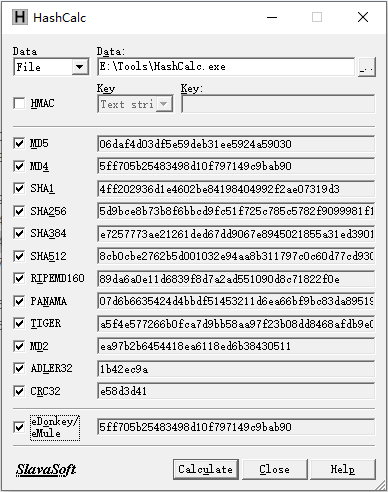 HashCalc
Data
Data:
File
E:\Tools\HashCalc.exe
..
HMAC
Key
Key:
Text stri
MD5
06daf4d03df5e59deb31ee5924a59030
MD4
5ff705b25483498d10f797149c9bab90
SHA1
4ff202936d1e4602be84198404992f2ae07319d3
SHA256
5d9bce8b73b8f6bbcd9fc51f725c785c5782f9099981f1
SHA384
e7257773ae21261ded67dd9067e8945021855a31ed3901
SHA512
8cb0cbe2762b5d001032e94aa8b311797c0c60d77cd930
RIPEMD160
89da6a0e11d6839f8d7a2ad551090d8c71822f0e
PANAMA
07d6b6635424d4bbdf51453211d6ea66bf9bc83da89519
TIGER
a5f4e577266b0fca7d9bb58aa97f23b08dd8468afdb9e0
MD2
ea97b2b6454418ea6118ed6b38430511
ADLER32
1b42ec9a
CRC32
e58d3d41
eDonkey/
eMule
5ff705b25483498d10f797149c9bab90
SlavaSoft
Calculate
Close
Help